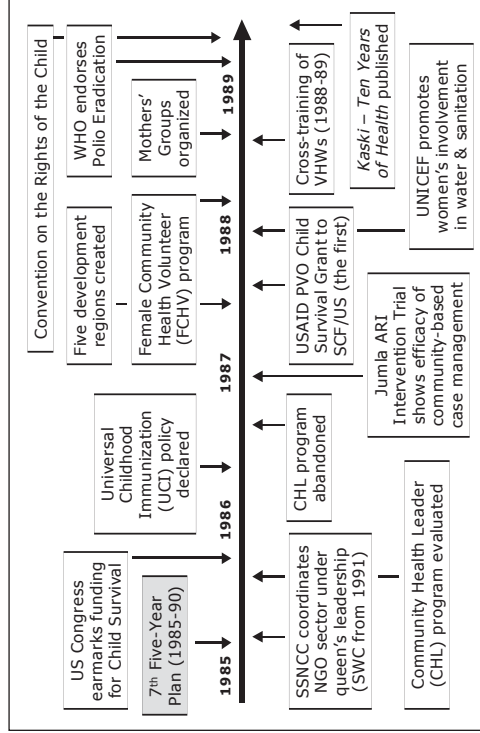 US Congress
earmarks funding
for Child Survival
7th Five-Year
Plan (1985-90)
Universal
Childhood
Immunization
(UCI) policy
declared
Convention on the Rights of the Child
Five development
regions created
Female Community
Health Volunteer
(FCHV) program
WHO endorses
Polio Eradication
Mothers'
Groups
organized
1985
1986
1987
1988
1989
SSNCC coordinates
NGO sector under
queen's leadership
(SWC from 1991)
Community Health Leader
(CHL) program evaluated
CHL program
abandoned
Jumla ARI
Intervention Trial
shows efficacy of
community-based
case management
USAID PVO Child
Survival Grant to
SCF/US (the first)
UNICEF promotes
women's involvement
in water & sanitation
Cross-training of
VHWs (1988-89)
Kaski – Ten Years
of Health published